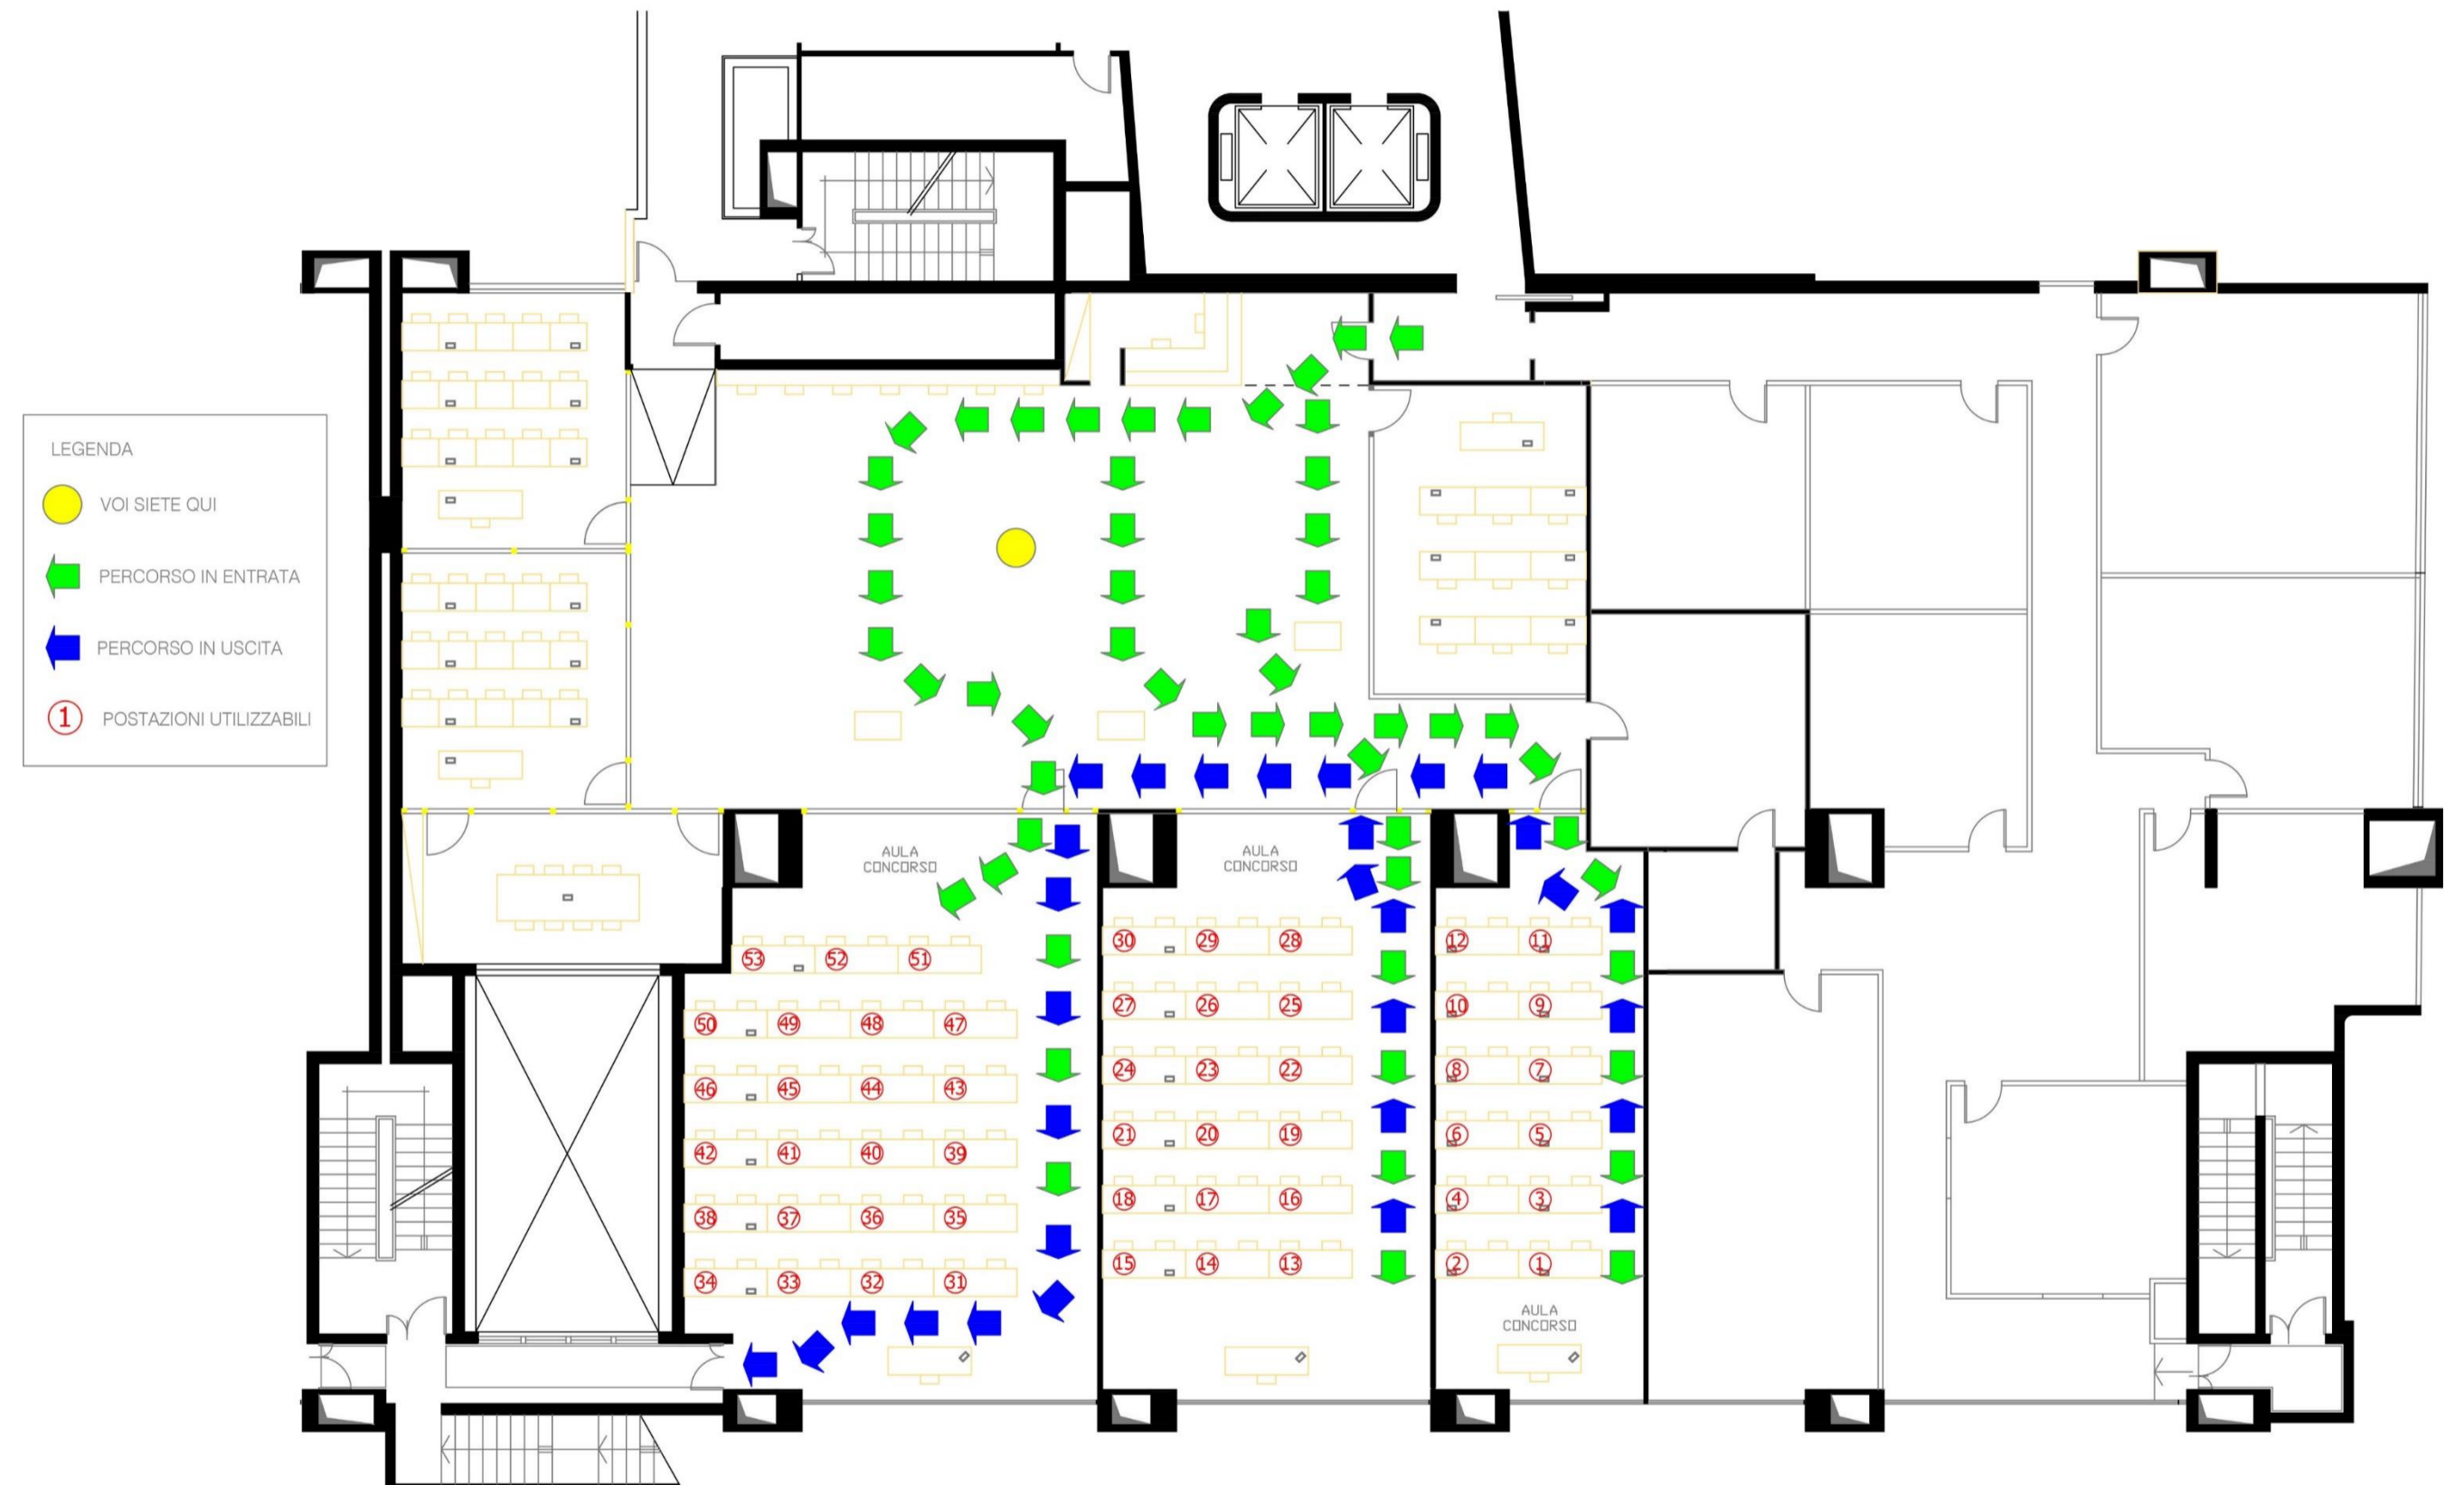 LEGENDA
VOI SIETE QUI
PERCORSO IN ENTRATA
PERCORSO IN USCITA
1 POSTAZIONI UTILIZZABILI
AULA
CONCORSO
AULA
CONCORSO
53 52 51
50 49 48 47
46 45 44 43
42 41 40 39
38 37 36 35
34 33 32 31
30 29 28
27 26 25
24 23 22
21 20 19
18 17 16
15 14 13
12 11
10 9
8 7
6 5
4 3
2 1
AULA
CONCORSO